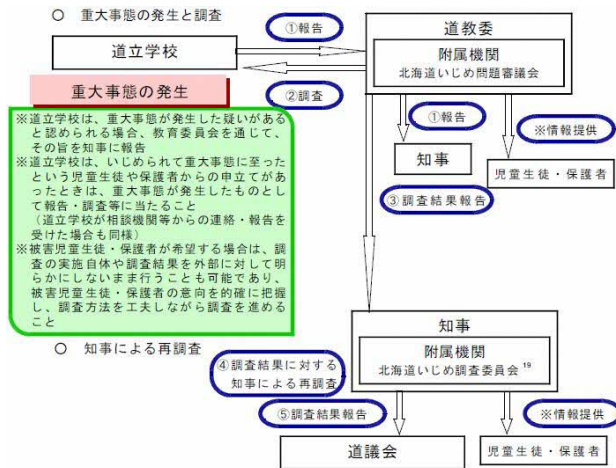 ○ 重大事態の発生と調査
①報告
道教委
道立学校
附属機関
北海道いじめ問題審議会
重大事態の発生
②調査
※道立学校は、重大事態が発生した疑いがある
と認められる場合、教育委員会を通じて、
その旨を知事に報告
※道立学校は、いじめられて重大事態に至った
という児童生徒や保護者からの申立てがあ
ったときは、重大事態が発生したものとし
て報告・調査等に当たること
（道立学校が相談機関等からの連絡・報告を
受けた場合も同様）
※被害児童生徒・保護者が希望する場合は、調
査の実施自体や調査結果を外部に対して明
らかにしないまま行うことも可能であり、
被害児童生徒・保護者の意向を的確に把握
し、調査方法を工夫しながら調査を進める
こと
①報告
※情報提供
知事
児童生徒・保護者
③調査結果報告
○ 知事による再調査
知事
附属機関
北海道いじめ調査委員会 19
④調査結果に対する
知事による再調査
⑤調査結果報告
※情報提供
道議会
児童生徒・保護者